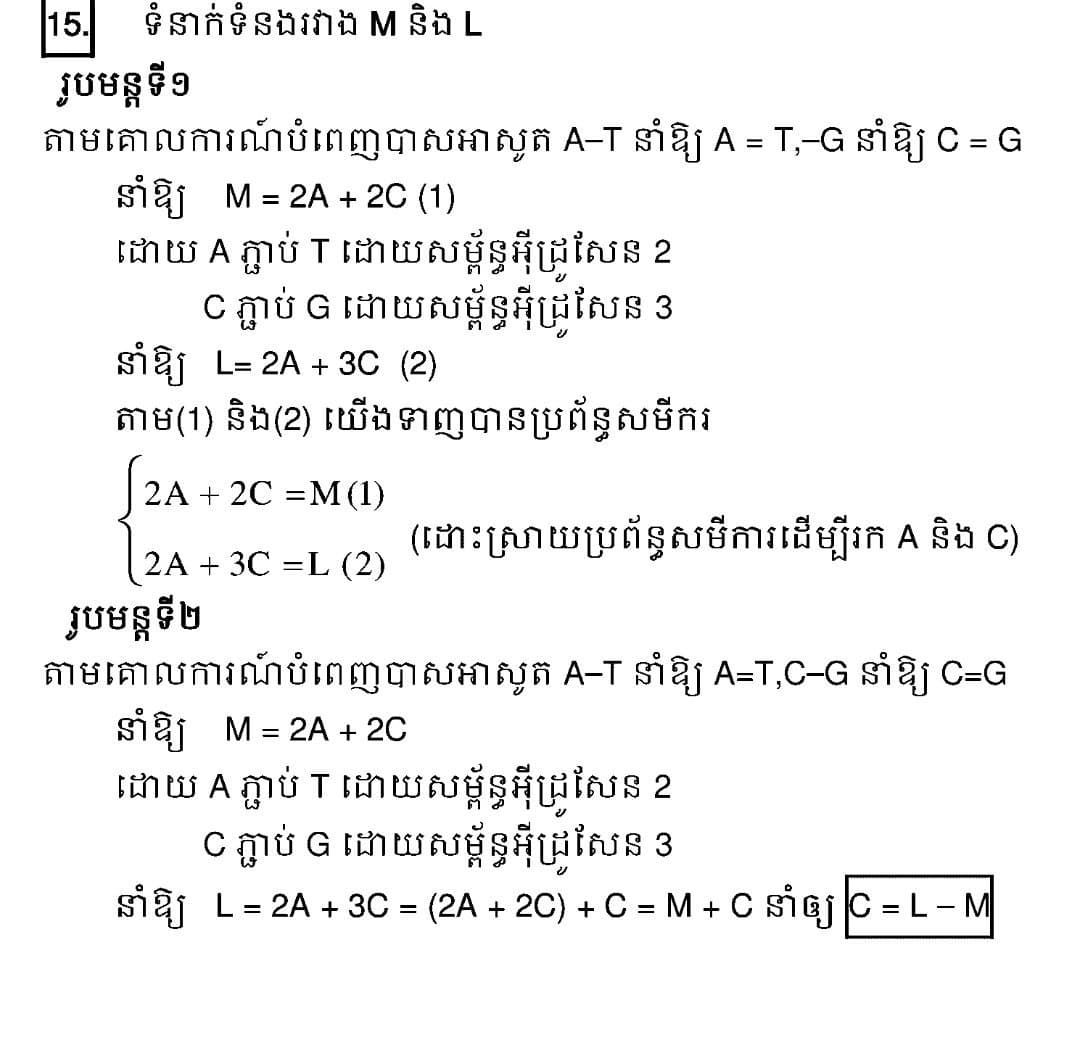 15. ទំនាក់ទំនងរវាង M និង L
រូបមន្តទី១
តាមគោលការណ៍បំពេញបាសអាសូត A–T នាំឱ្យ A = T,–G នាំឱ្យ C = G
នាំឱ្យ M = 2A + 2C (1)
ដោយ A ភ្ជាប់ T ដោយសម្ព័ន្ធអ៊ីដ្រូសែន 2
C ភ្ជាប់ G ដោយសម្ព័ន្ធអ៊ីដ្រូសែន 3
នាំឱ្យ L= 2A + 3C (2)
តាម(1) និង(2) យើងទាញបានប្រព័ន្ធសមីករ
2A + 2C =M (1)
2A + 3C =L (2)
(ដោះស្រាយប្រព័ន្ធសមីការដើម្បីរក A និង C)
រូបមន្តទី២
តាមគោលការណ៍បំពេញបាសអាសូត A–T នាំឱ្យ A=T,C–G នាំឱ្យ C=G
នាំឱ្យ M = 2A + 2C
ដោយ A ភ្ជាប់ T ដោយសម្ព័ន្ធអ៊ីដ្រូសែន 2
C ភ្ជាប់ G ដោយសម្ព័ន្ធអ៊ីដ្រូសែន 3
នាំឱ្យ L = 2A + 3C = (2A + 2C) + C = M + C នាំឲ្យ C = L – M